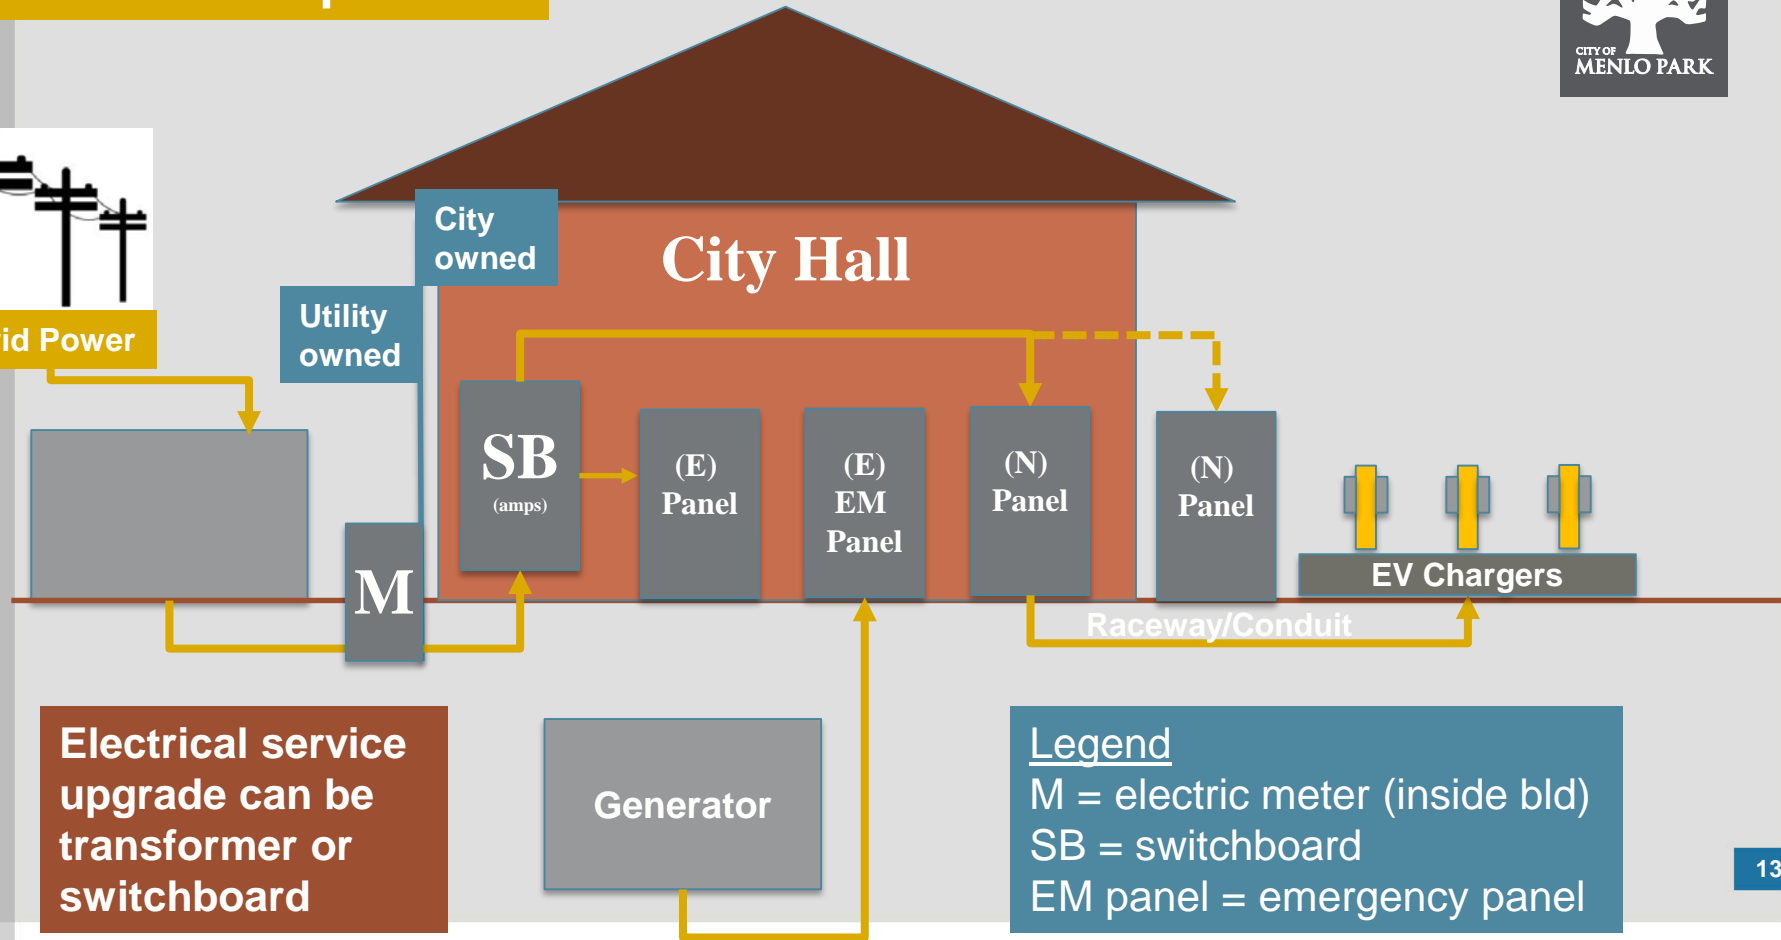 CITY OF
MENLO PARK
City
owned
City Hall
Utility
owned
Power
SB
(amps)
(E)
Panel
(E)
EM
Panel
(N)
Panel
(N)
Panel
M
EV Chargers
Raceway/Conduit
Electrical service
upgrade can be
transformer or
switchboard
Generator
Legend
M = electric meter (inside bld)
SB = switchboard
EM panel = emergency panel
13